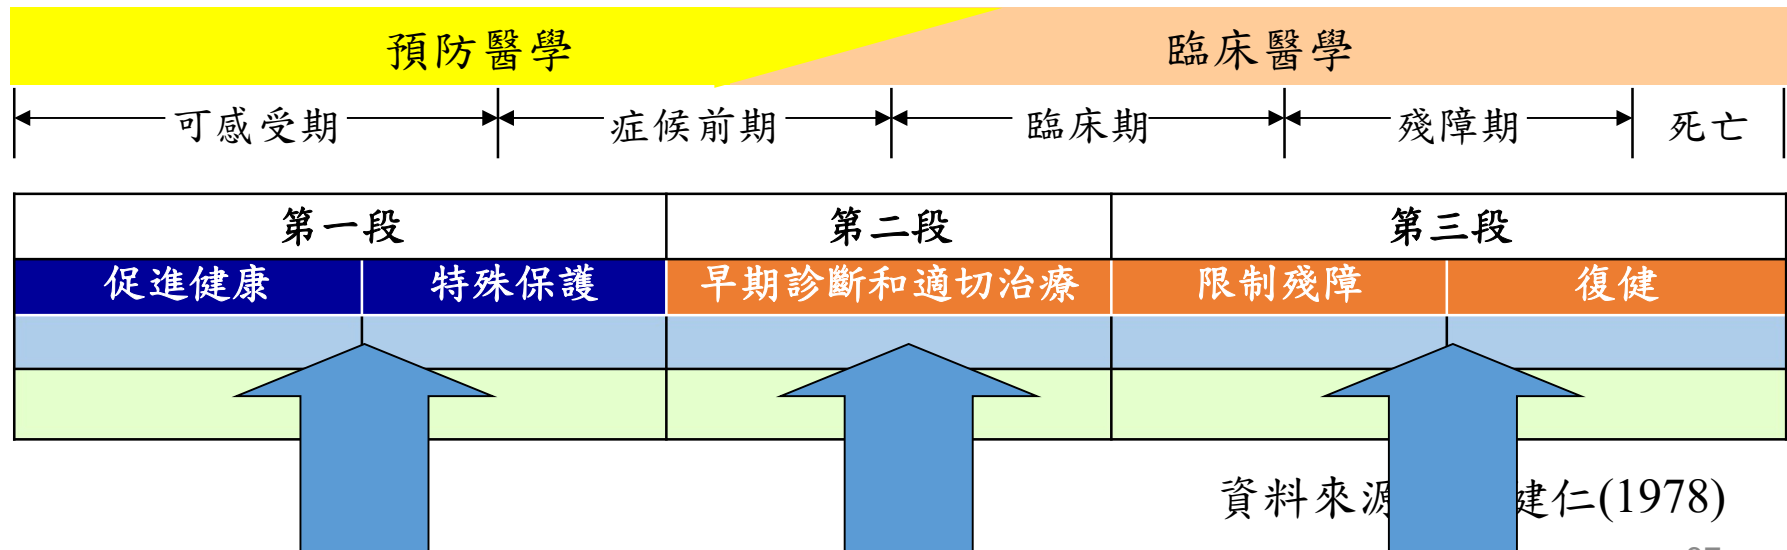 預防醫學 臨床醫學
可感受期 症候前期 臨床期 殘障期 死亡
第一段 第二段 第三段
促進健康 特殊保護 早期診斷和適切治療 限制殘障 復健
資料來源 建仁(1978)